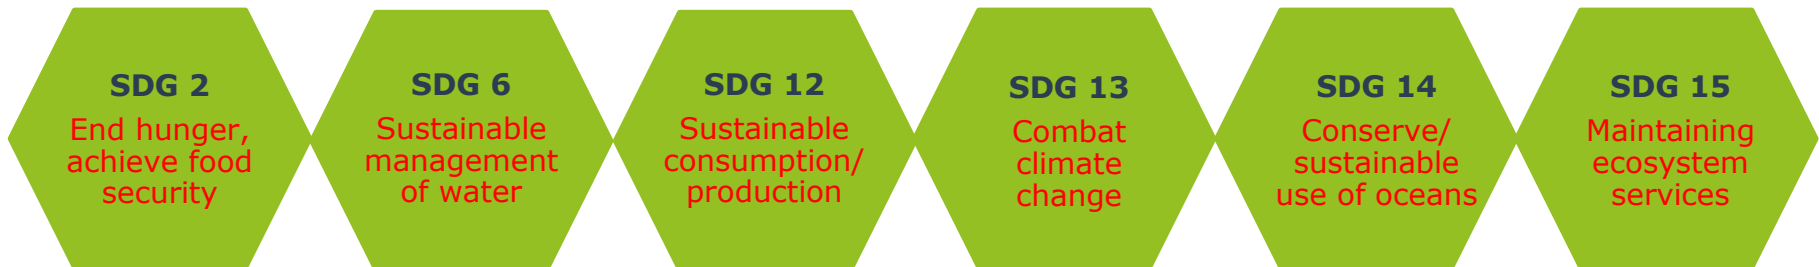 SDG 2
End hunger,
achieve food
security
SDG 6
Sustainable
management
of water
SDG 12
Sustainable
consumption/
production
SDG 13
Combat
climate
change
SDG 14
Conserve/
sustainable
use of oceans
SDG 15
Maintaining
ecosystem
services